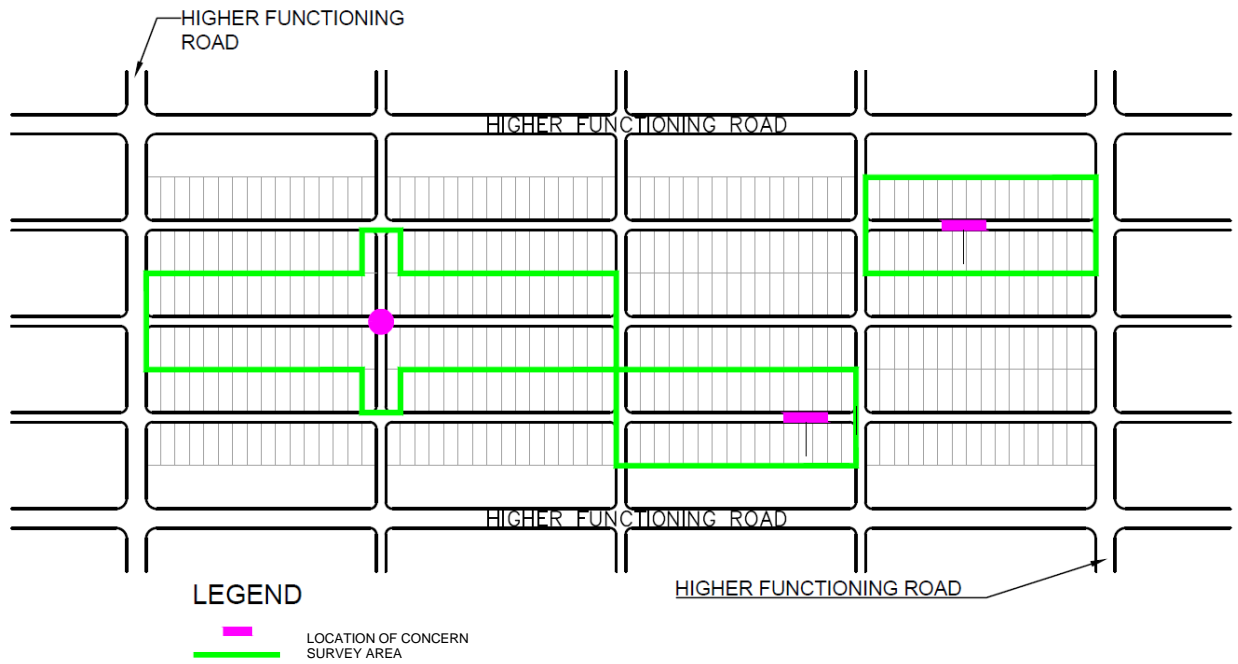 HIGHER FUNCTIONING
ROAD
HIGHER FUNCTIONING ROAD
HIGHER FUNCTIONING ROAD
HIGHER FUNCTIONING ROAD
LEGEND
LOCATION OF CONCERN
SURVEY AREA